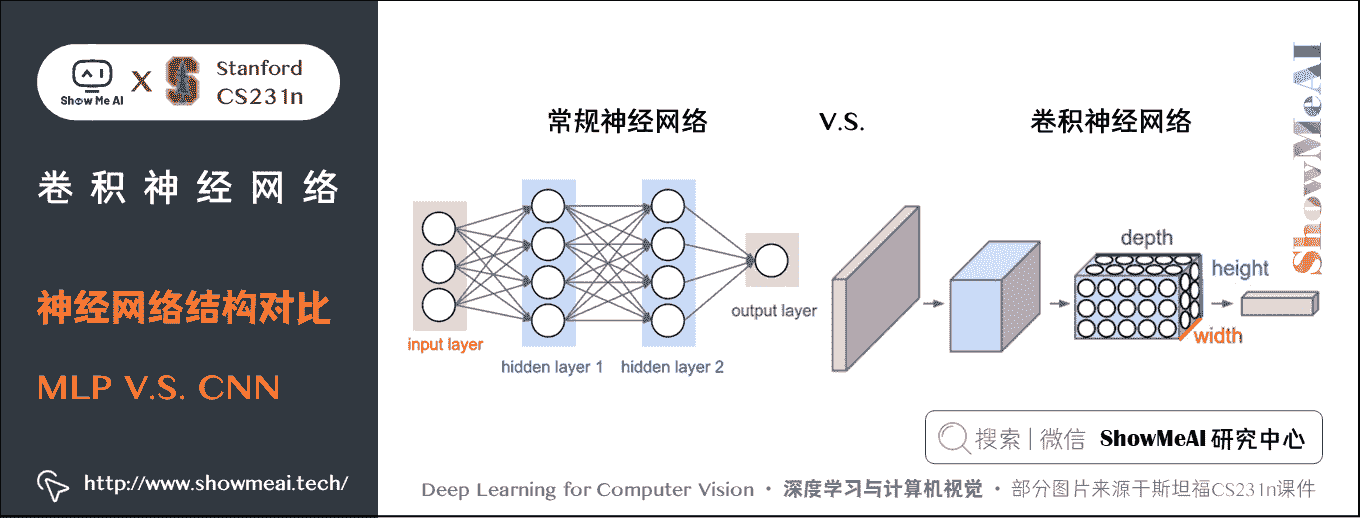 Show Me AI
X
Stanford
CS231n
卷积神经网络
神经网络结构对比
MLP V.S. CNN
http://www.showmeai.tech/
常规神经网络
V.S.
卷积神经网络
input layer
hidden layer 1
hidden layer 2
output layer
depth
height
width
ShowMeAI
搜索 | 微信 ShowMeAI 研究中心
Deep Learning for Computer Vision · 深度学习与计算机视觉 · 部分图片来源于斯坦福CS231n课件